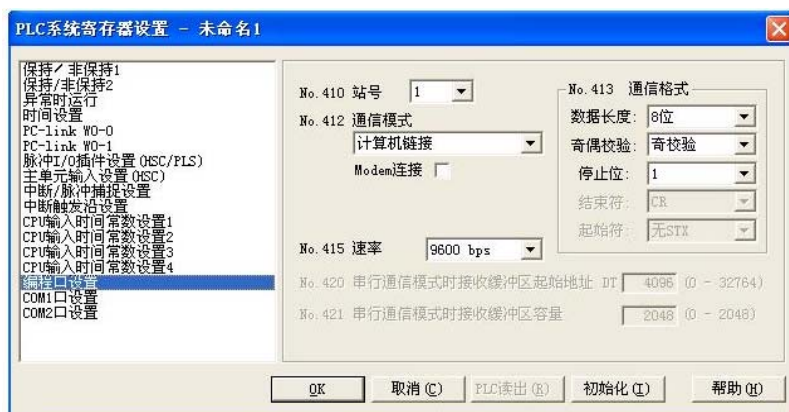 PLC系统寄存器设置 - 未命名1
保持/ 非保持1
保持/非保持2
异常时运行
时间设置
PC-link W0-0
PC-link W0-1
脉冲I/O插件设置(HSC/PLS)
主单元输入设置(HSC)
中断/脉冲捕捉设置
中断触发沿设置
CPU输入时间常数设置1
CPU输入时间常数设置2
CPU输入时间常数设置3
CPU输入时间常数设置4
编程口设置
COM1口设置
COM2口设置
No.410 站号 1
No.412 通信模式
计算机链接
Modem连接
No.413 通信格式
数据长度: 8位
奇偶校验: 奇校验
停止位: 1
结束符: CR
起始符: 无STX
No.415 速率 9600 bps
No.420 串行通信模式时接收缓冲区起始地址 DT 4096 (0 - 32764)
No.421 串行通信模式时接收缓冲区容量 2048 (0 - 2048)
OK 取消(C) PLC读出(R) 初始化(I) 帮助(H)